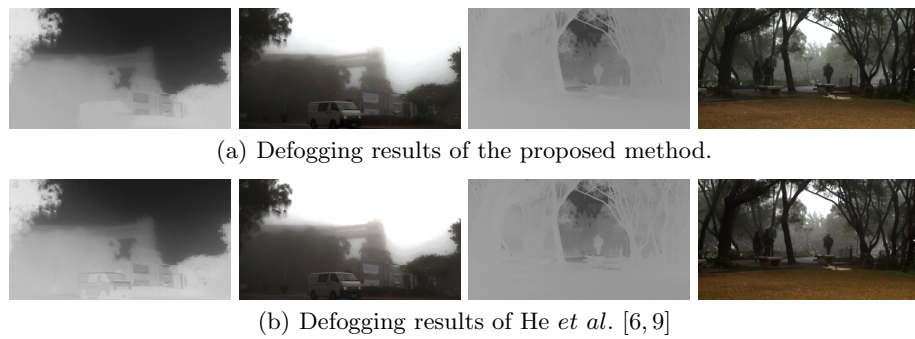 (a) Defogging results of the proposed method.
(b) Defogging results of He et al. [6, 9]